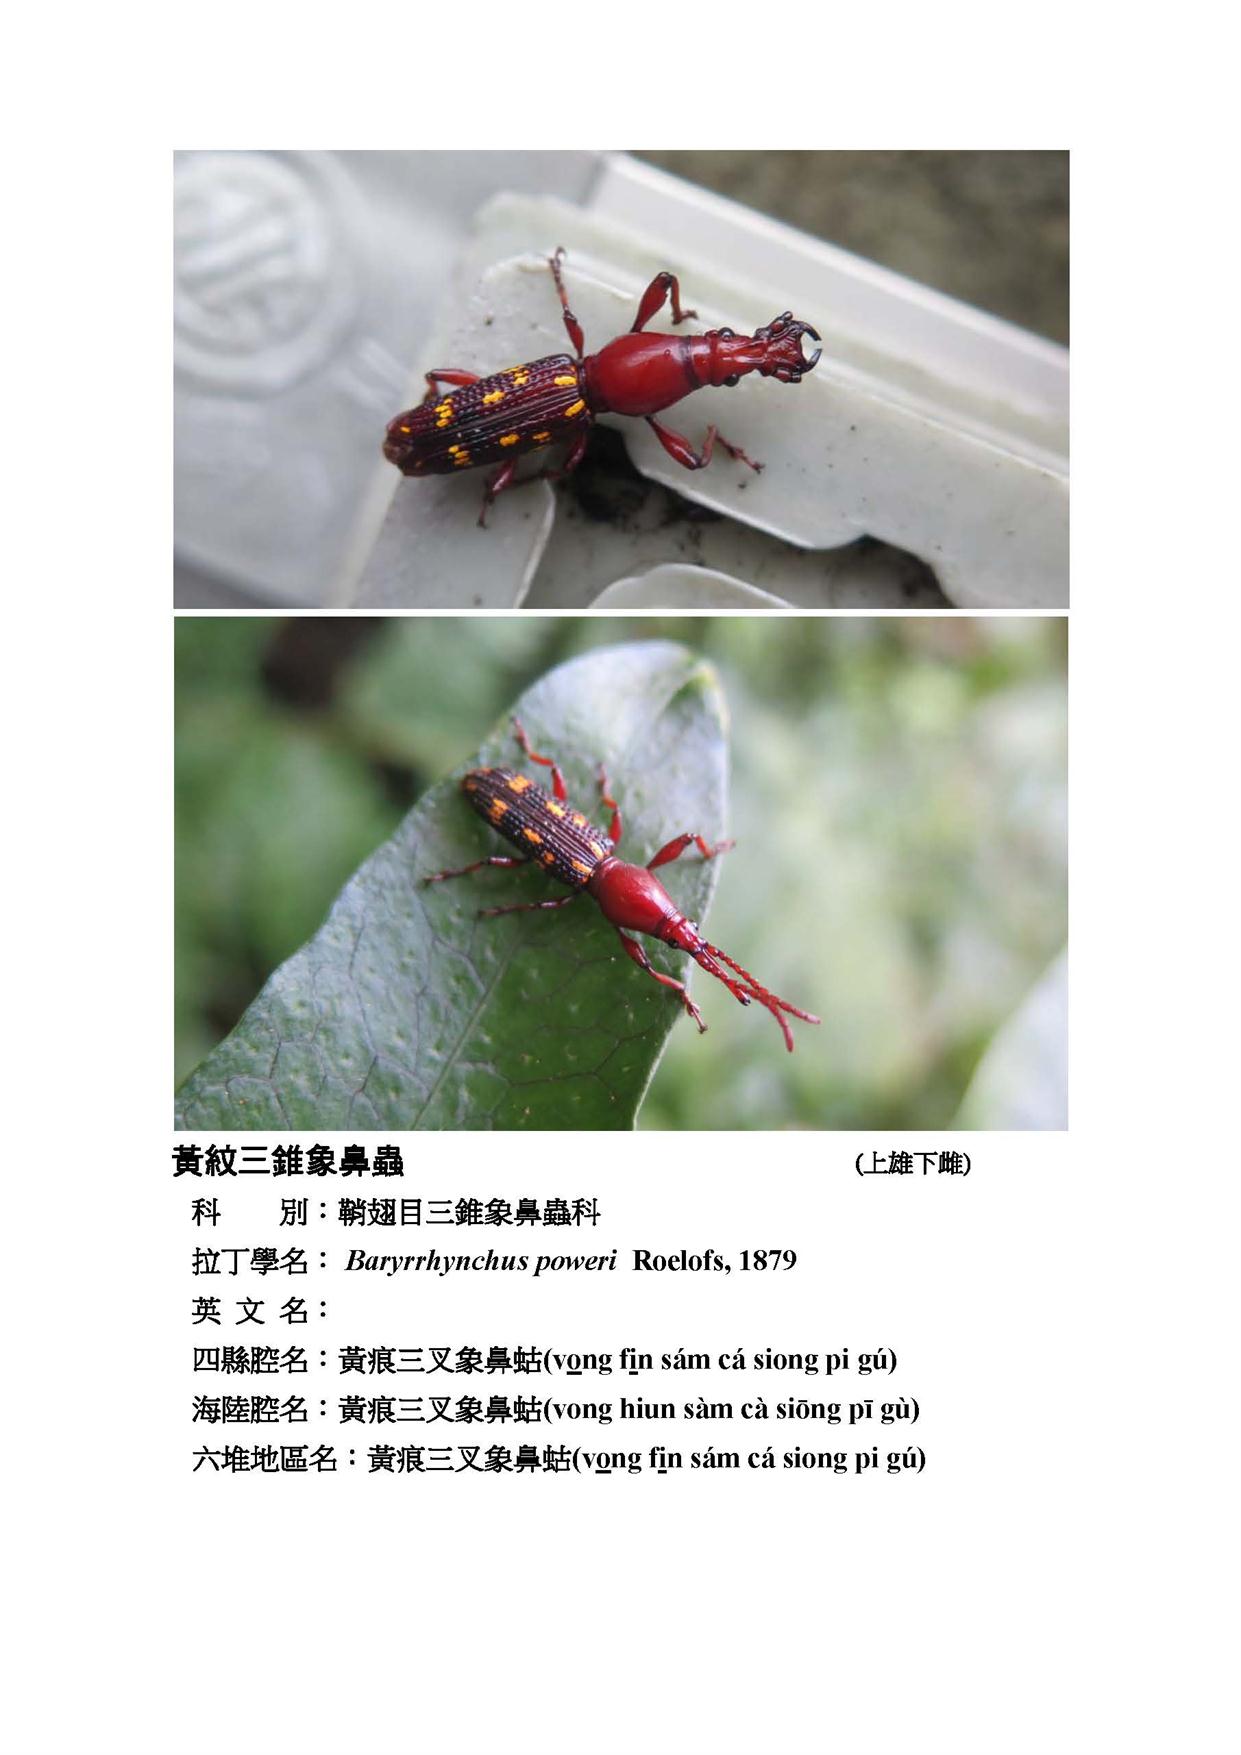 黃紋三錐象鼻蟲 (上雄下雌)
科 別：鞘翅目三錐象鼻蟲科
拉丁學名： Baryrrhynchus poweri Roelofs, 1879
英 文 名：
四縣腔名：黃痕三叉象鼻蛄(vong fin sám cá siong pi gú)
海陸腔名：黃痕三叉象鼻蛄(vong hiun sàm cà siōng pī gù)
六堆地區名：黃痕三叉象鼻蛄(vong fin sám cá siong pi gú)